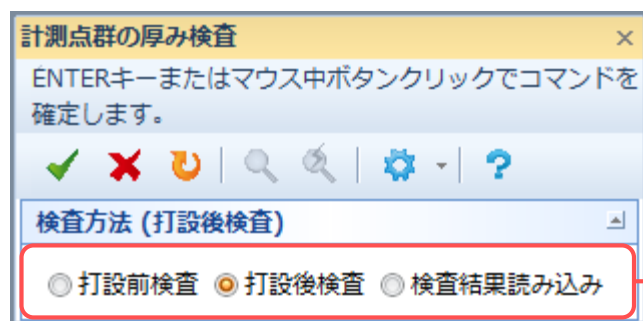 計測点群の厚み検査
ENTERキーまたはマウス中ボタンクリックでコマンドを
確定します。
検査方法 (打設後検査)
打設前検査 打設後検査 検査結果読み込み